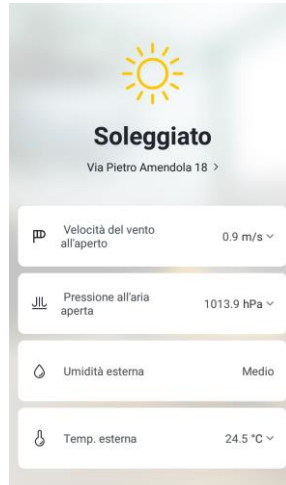 Soleggiato
Via Pietro Amendola 18 >
Velocità del vento
all'aperto
0.9 m/s
Pressione all'aria
aperta
1013.9 hPa
Umidità esterna
Medio
Temp. esterna
24.5 °C